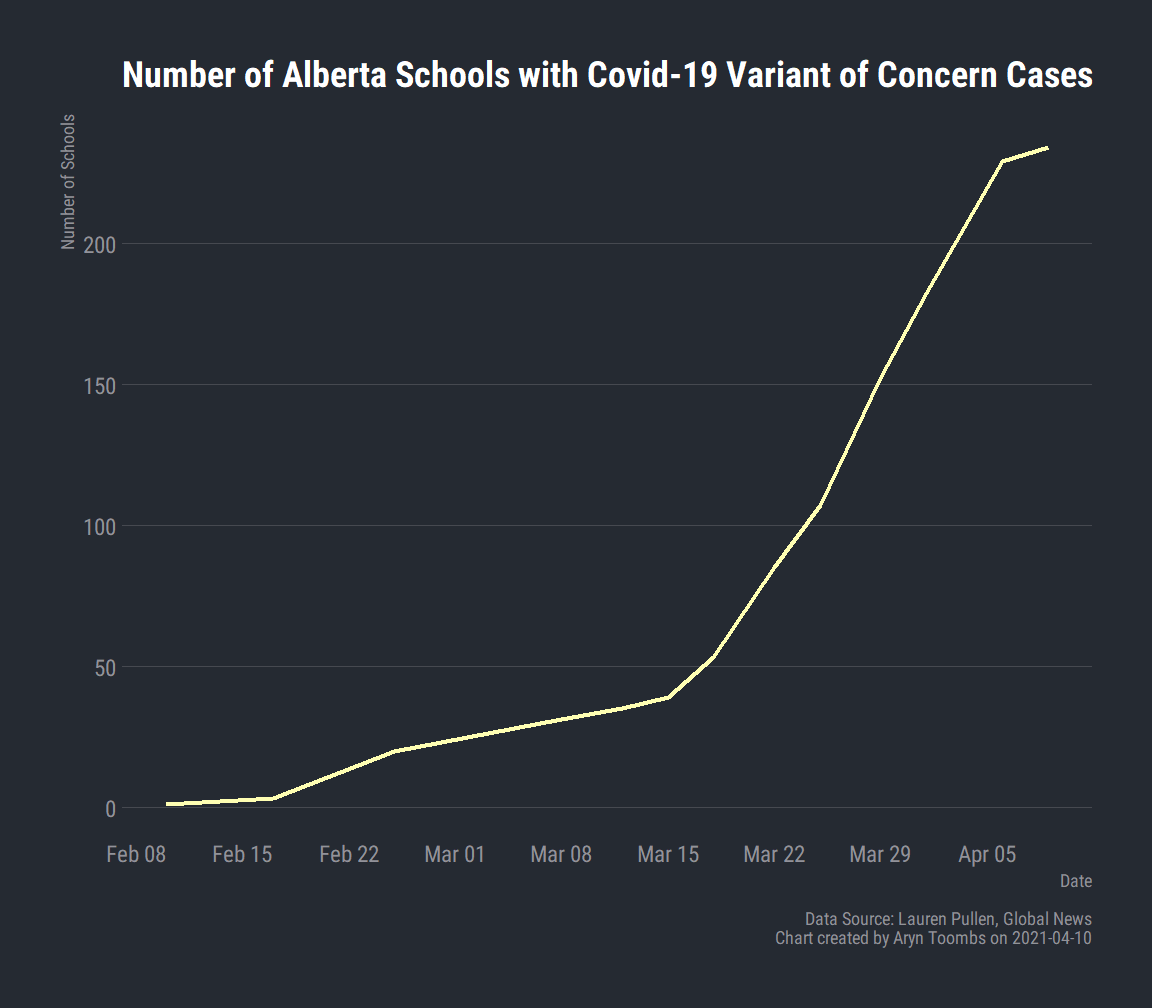 Number of Alberta Schools with Covid-19 Variant of Concern Cases
Number of Schools
200
150
100
50
0
Feb 08
Feb 15
Feb 22
Mar 01
Mar 08
Mar 15
Mar 22
Mar 29
Apr 05
Date
Data Source: Lauren Pullen, Global News
Chart created by Aryn Toombs on 2021-04-10